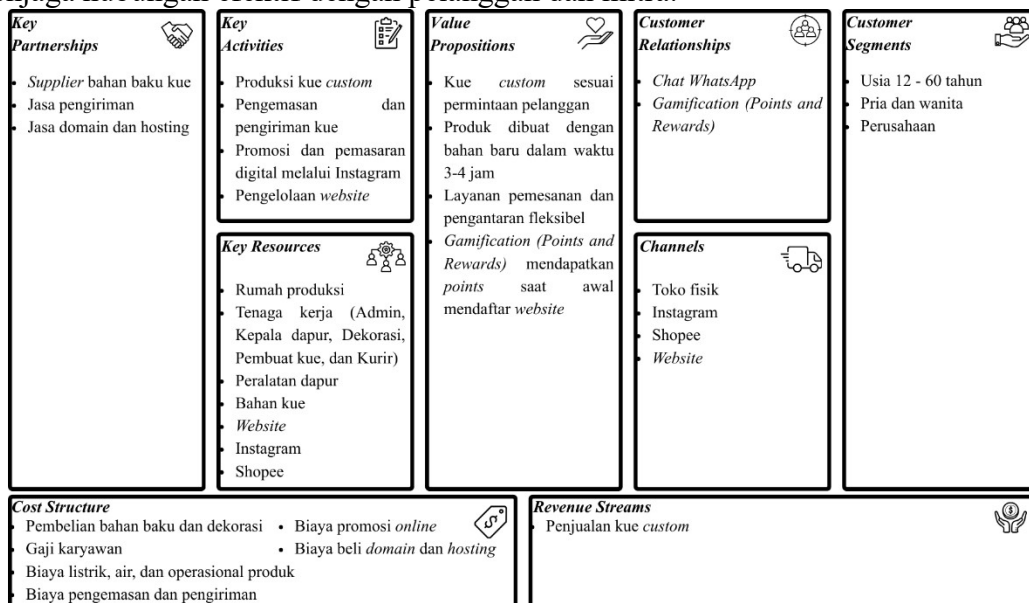 dengan pelanggan dan mitra.
Key
Partnerships
• Supplier bahan baku kue
• Jasa pengiriman
• Jasa domain dan hosting
Key
Activities
• Produksi kue custom
• Pengemasan dan
pengiriman kue
• Promosi dan pemasaran
digital melalui Instagram
• Pengelolaan website
Key Resources
• Rumah produksi
• Tenaga kerja (Admin,
Kepala dapur, Dekorasi,
Pembuat kue, dan Kurir)
• Peralatan dapur
• Bahan kue
• Website
• Instagram
• Shopee
Value
Propositions
• Kue custom sesuai
permintaan pelanggan
• Produk dibuat dengan
bahan baru dalam waktu
3-4 jam
• Layanan pemesanan dan
pengantaran fleksibel
• Gamification (Points and
Rewards) mendapatkan
points saat awal
mendaftar website
Customer
Relationships
• Chat WhatsApp
• Gamification (Points and
Rewards)
Channels
• Toko fisik
• Instagram
• Shopee
• Website
Customer
Segments
• Usia 12 - 60 tahun
• Pria dan wanita
• Perusahaan
Cost Structure
• Pembelian bahan baku dan dekorasi
• Gaji karyawan
• Biaya listrik, air, dan operasional produk
• Biaya pengemasan dan pengiriman
• Biaya promosi online
• Biaya beli domain dan hosting
Revenue Streams
• Penjualan kue custom